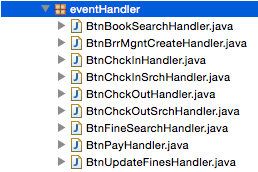 eventHandler
BtnBookSearchHandler.java
BtnBrrMgntCreateHandler.java
BtnChckInHandler.java
BtnChckInSrchHandler.java
BtnChckOutHandler.java
BtnChckOutSrchHandler.java
BtnFineSearchHandler.java
BtnPayHandler.java
BtnUpdateFinesHandler.java